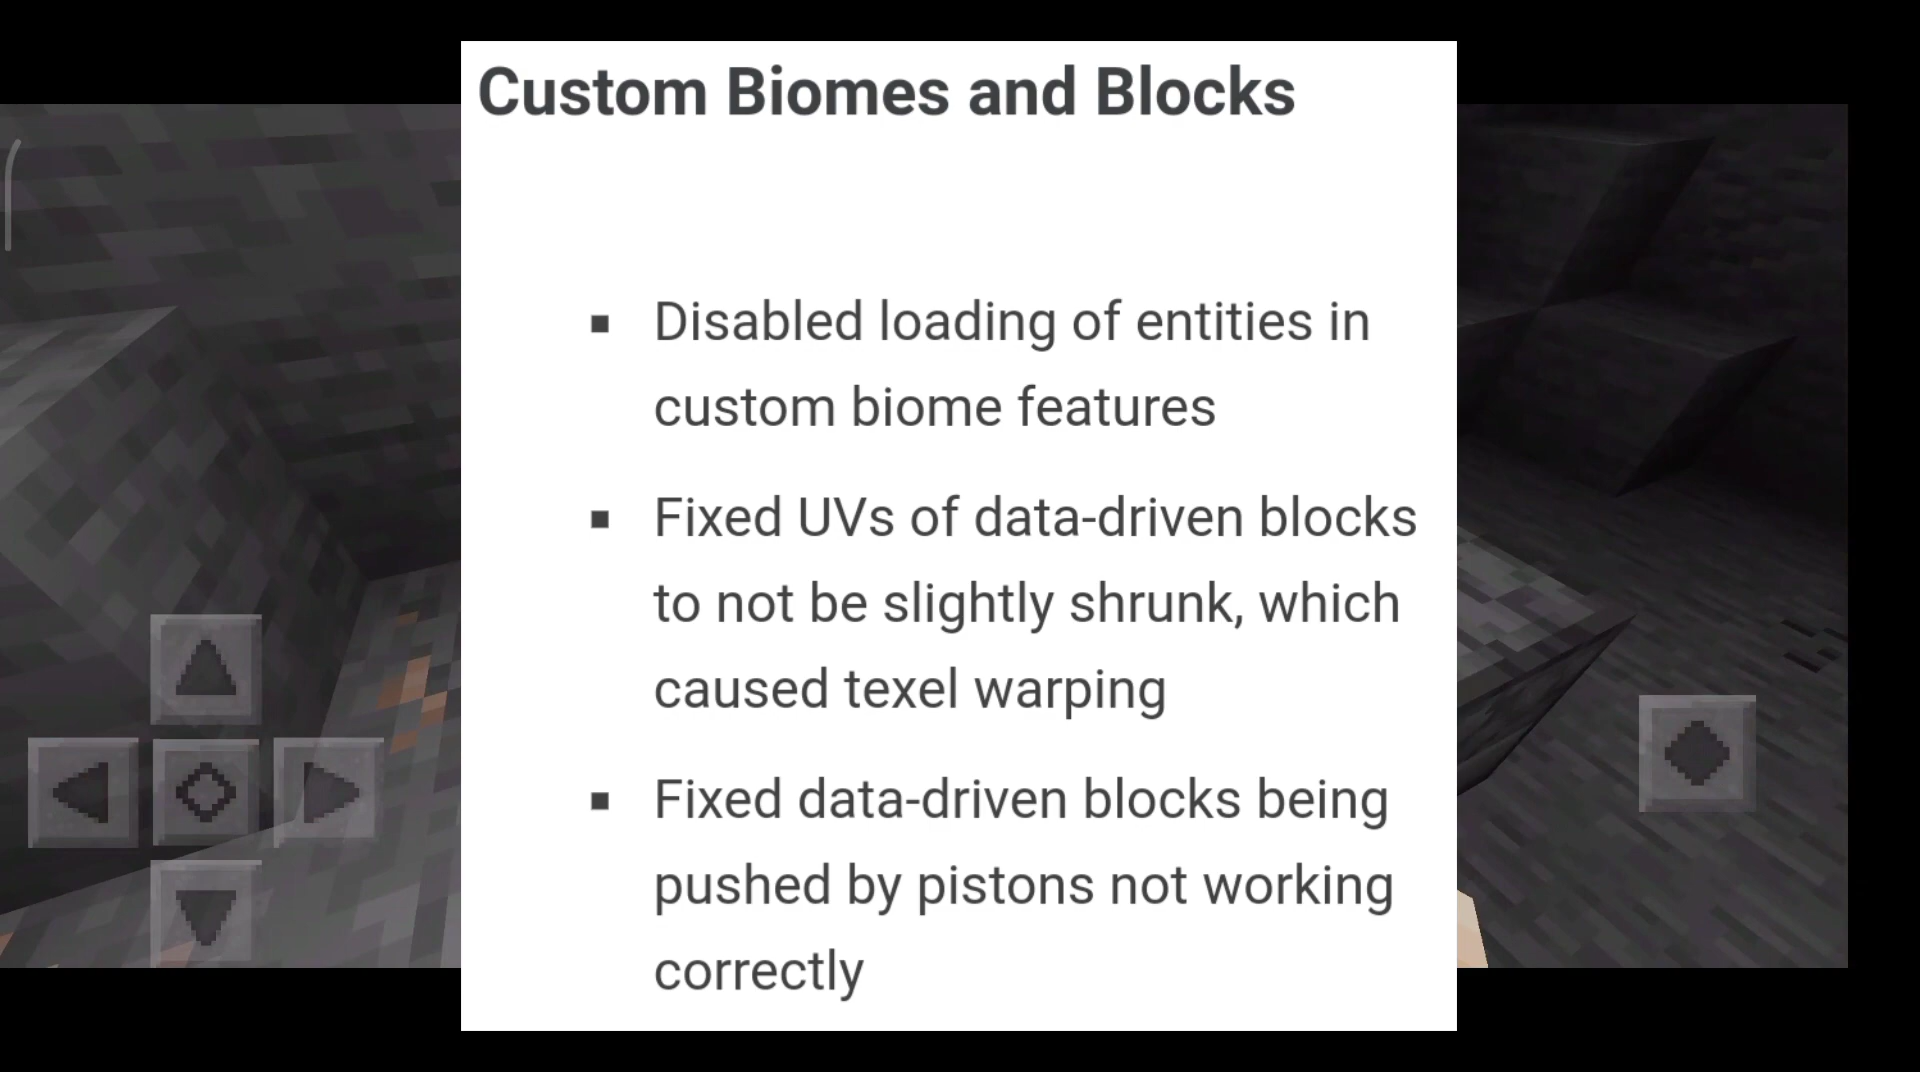 Custom Biomes and Blocks
▪ Disabled loading of entities in
custom biome features
▪ Fixed UVs of data-driven blocks
to not be slightly shrunk, which
caused texel warping
▪ Fixed data-driven blocks being
pushed by pistons not working
correctly